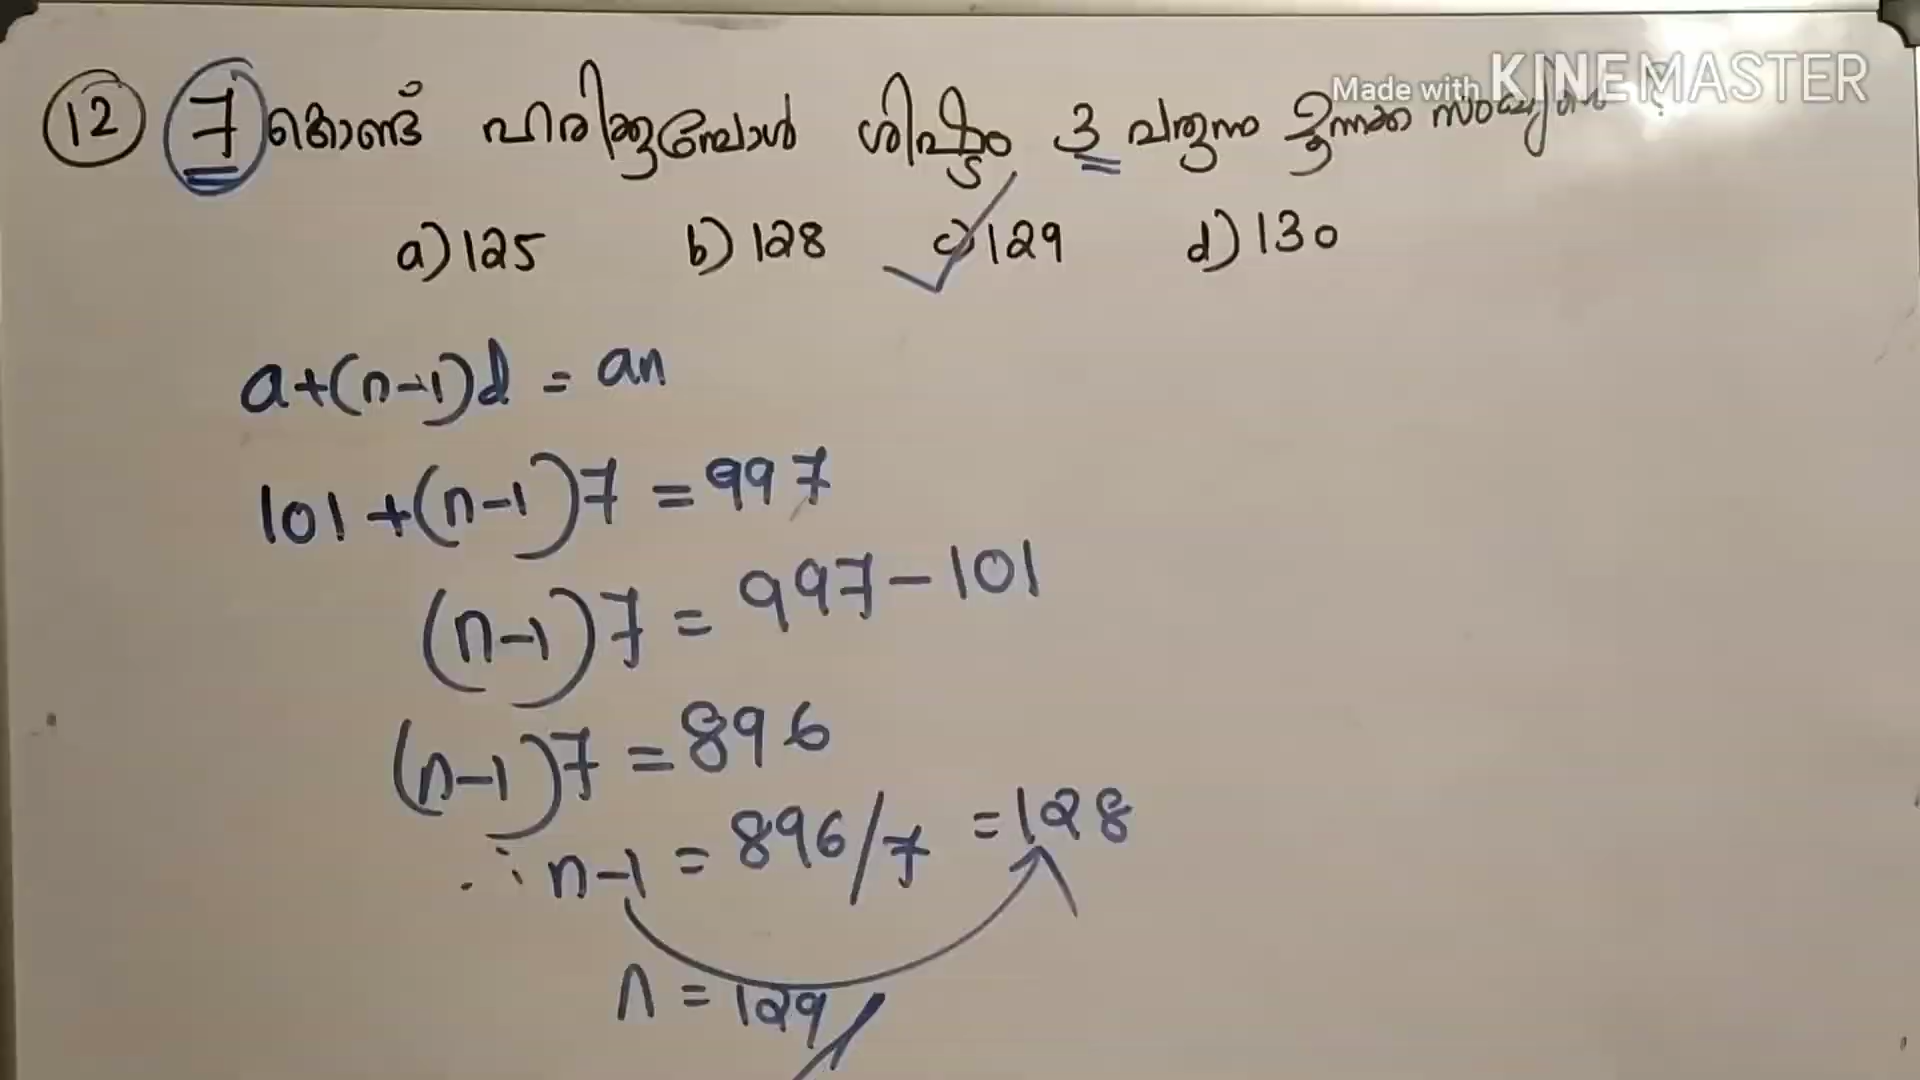 Made with KINEMASTER
12 7 കൊണ്ട് ഹരിക്കുമ്പോൾ ശിഷ്ടം 3 വരുന്ന മൂന്നക്ക സംഖ്യകൾ ?
a) 125 b) 128 c) 129 d) 130
a+(n-1)d = an
101+(n-1)7 = 997
(n-1)7 = 997-101
(n-1)7 = 896
∴ n-1 = 896/7 = 128
n = 129